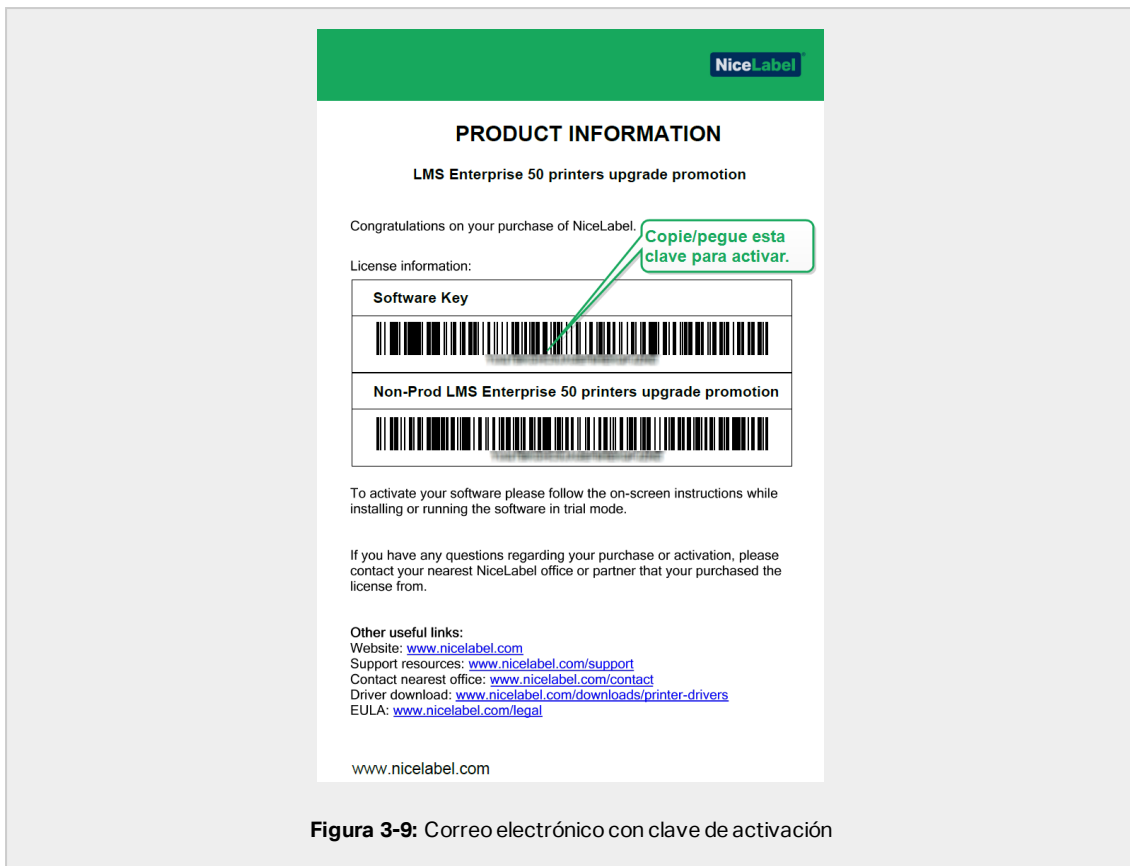 NiceLabel
PRODUCT INFORMATION
LMS Enterprise 50 printers upgrade promotion
Congratulations on your purchase of NiceLabel.
Copie/pegue esta
clave para activar.
License information:
Software Key
Non-Prod LMS Enterprise 50 printers upgrade promotion
To activate your software please follow the on-screen instructions while
installing or running the software in trial mode.
If you have any questions regarding your purchase or activation, please
contact your nearest NiceLabel office or partner that your purchased the
license from.
Other useful links:
Website: www.nicelabel.com
Support resources: www.nicelabel.com/support
Contact nearest office: www.nicelabel.com/contact
Driver download: www.nicelabel.com/downloads/printer-drivers
EULA: www.nicelabel.com/legal
www.nicelabel.com
Figura 3-9: Correo electrónico con clave de activación